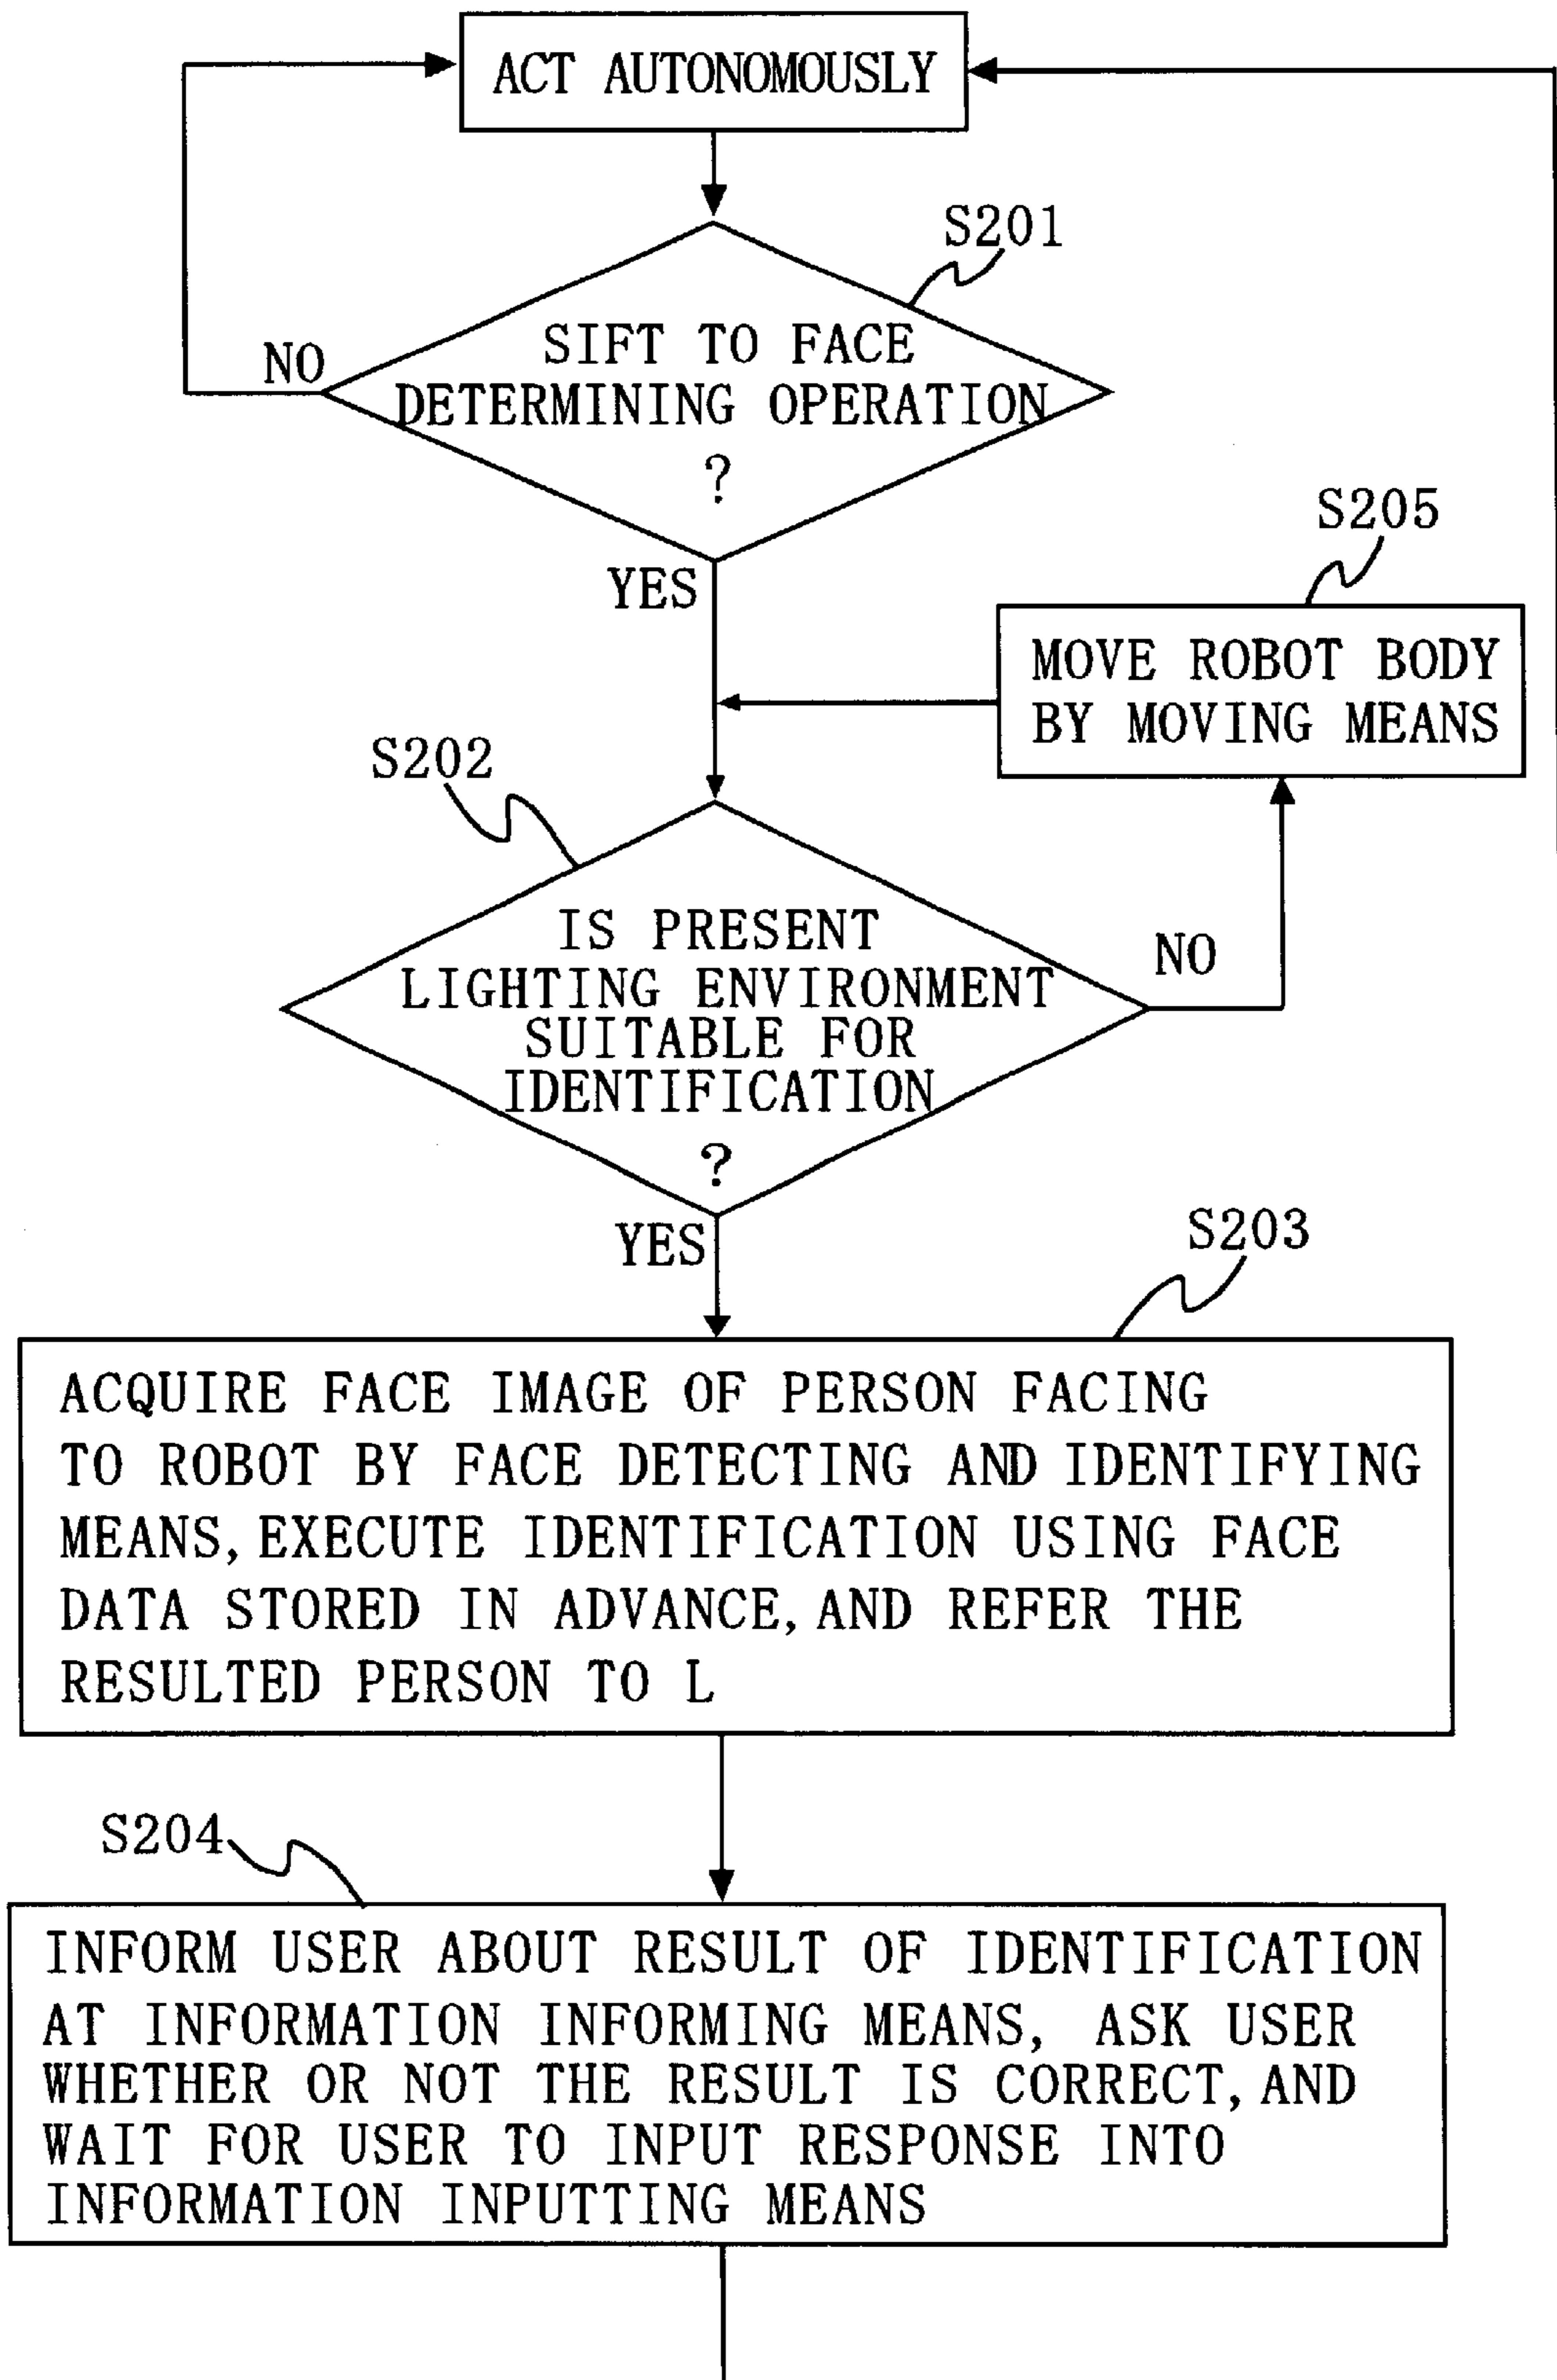 ACT AUTONOMOUSLY
S201
SIFT TO FACE
DETERMINING OPERATION
?
NO
YES
S205
MOVE ROBOT BODY
BY MOVING MEANS
S202
IS PRESENT
LIGHTING ENVIRONMENT
SUITABLE FOR
IDENTIFICATION
?
NO
YES
S203
ACQUIRE FACE IMAGE OF PERSON FACING
TO ROBOT BY FACE DETECTING AND IDENTIFYING
MEANS, EXECUTE IDENTIFICATION USING FACE
DATA STORED IN ADVANCE, AND REFER THE
RESULTED PERSON TO L
S204
INFORM USER ABOUT RESULT OF IDENTIFICATION
AT INFORMATION INFORMING MEANS, ASK USER
WHETHER OR NOT THE RESULT IS CORRECT, AND
WAIT FOR USER TO INPUT RESPONSE INTO
INFORMATION INPUTTING MEANS